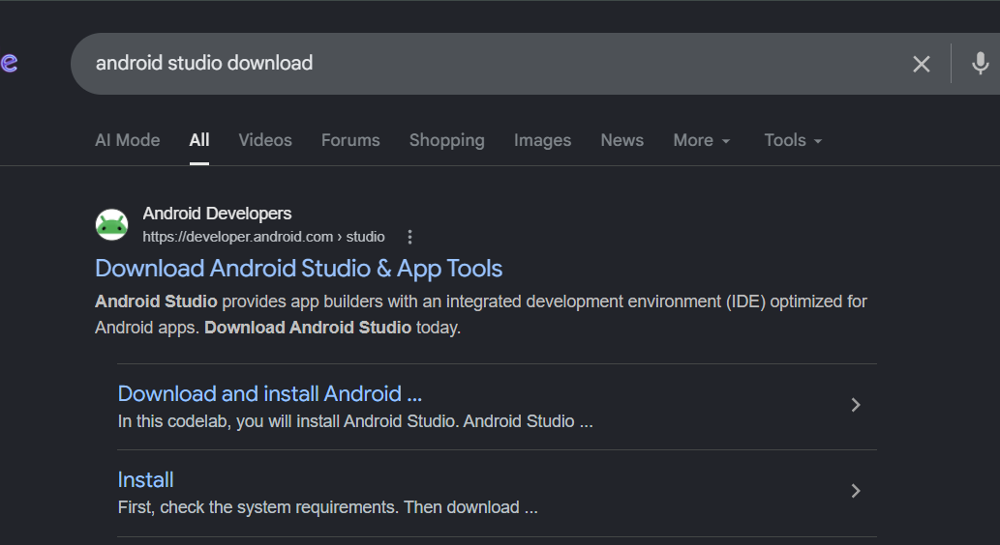 e
android studio download
AI Mode All Videos Forums Shopping Images News More Tools
Android Developers
https://developer.android.com › studio
Download Android Studio & App Tools
Android Studio provides app builders with an integrated development environment (IDE) optimized for
Android apps. Download Android Studio today.
Download and install Android ...
In this codelab, you will install Android Studio. Android Studio ...
Install
First, check the system requirements. Then download ...